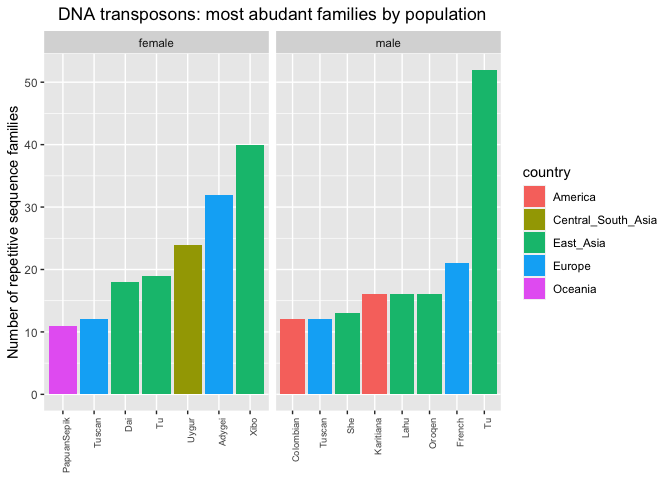 DNA transposons: most abudant families by population
female
male
Number of repetitive sequence families
50
40
30
20
10
0
PapuanSepik
Tuscan
Dai
Tu
Uygur
Adygei
Xibo
Colombian
Tuscan
She
Karitiana
Lahu
Oroqen
French
Tu
country
America
Central_South_Asia
East_Asia
Europe
Oceania